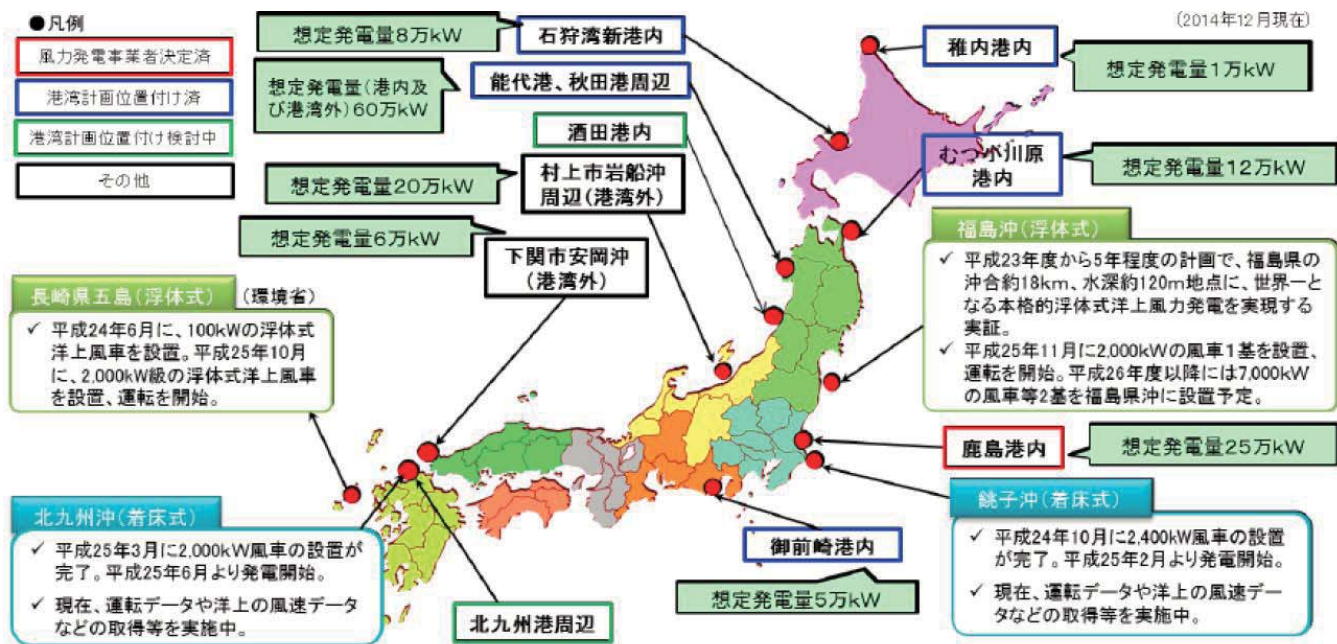 ●凡例
風力発電事業者決定済
港湾計画位置付け済
港湾計画位置付け検討中
その他
(2014年12月現在)
想定発電量8万kW
石狩湾新港内
稚内港内
想定発電量1万kW
想定発電量(港内及
び港湾外)60万kW
能代港、秋田港周辺
酒田港内
むつ小川原
港内
想定発電量12万kW
想定発電量20万kW
村上市岩船沖
周辺(港湾外)
想定発電量6万kW
下関市安岡沖
(港湾外)
福島沖(浮体式)
✓ 平成23年度から5年程度の計画で、福島県の
沖合約18km、水深約120m地点に、世界一と
なる本格的浮体式洋上風力発電を実現する
実証。
✓ 平成25年11月に2,000kWの風車1基を設置、
運転を開始。平成26年度以降には7,000kW
の風車等2基を福島県沖に設置予定。
長崎県五島(浮体式)
(環境省)
✓ 平成24年6月に、100kWの浮体式
洋上風車を設置。平成25年10月
に、2,000kW級の浮体式洋上風車
を設置、運転を開始。
鹿島港内
想定発電量25万kW
北九州沖(着床式)
✓ 平成25年3月に2,000kW風車の設置が
完了。平成25年6月より発電開始。
✓ 現在、運転データや洋上の風速データ
などの取得等を実施中。
北九州港周辺
御前崎港内
想定発電量5万kW
銚子沖(着床式)
✓ 平成24年10月に2,400kW風車の設置
が完了。平成25年2月より発電開始。
✓ 現在、運転データや洋上の風速デー
タなどの取得等を実施中。